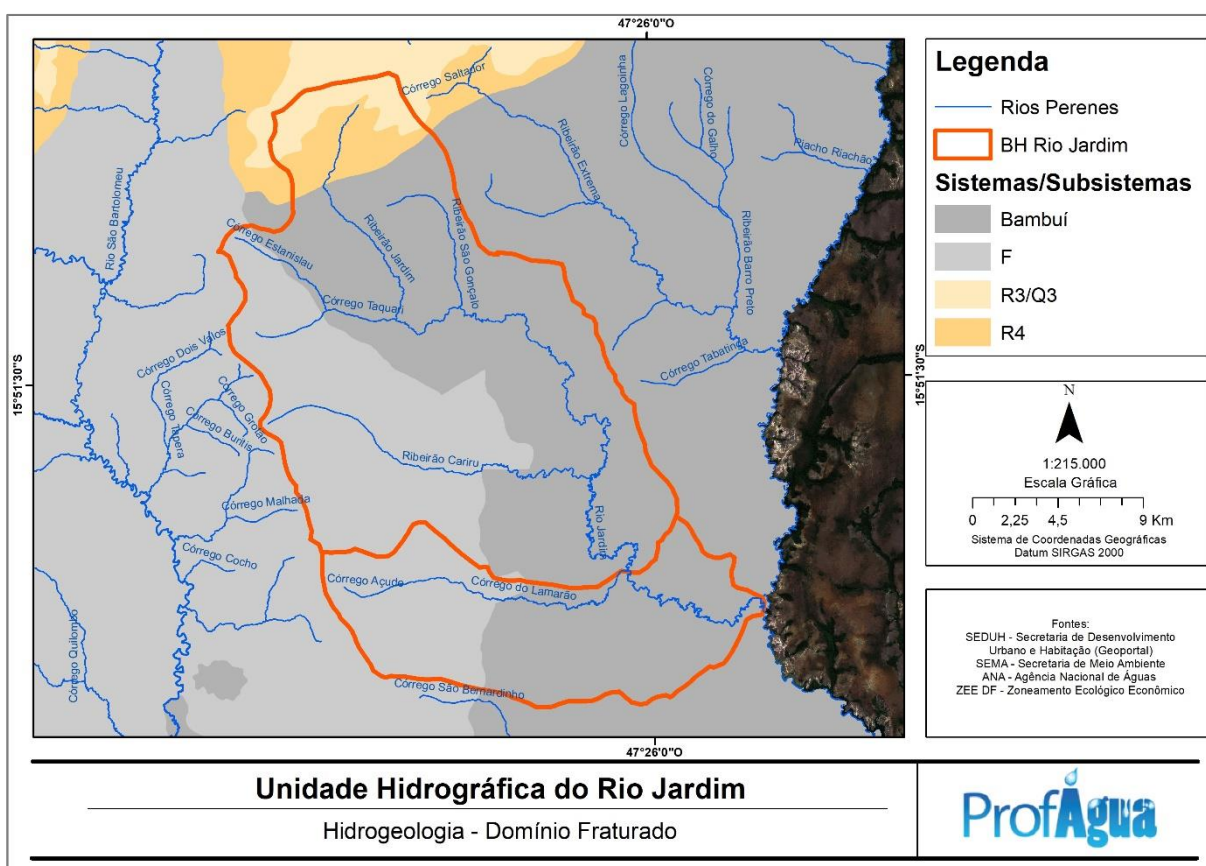 47°26'0"O
15°51'30"S
15°51'30"S
47°26'0"O
Córrego Saltador
Córrego Lagoinha
Córrego do Galho
Riacho Riachão
Ribeirão Extrema
Rio São Bartolomeu
Ribeirão Jardim
Ribeirão São Gonçalo
Ribeirão Barro Preto
Córrego Estanislau
Córrego Taquari
Córrego Dois Valos
Córrego Tabatinga
Córrego Tapera
Córrego Grotão
Córrego Buritis
Ribeirão Cariru
Córrego Malhada
Rio Jardim
Córrego Cocho
Córrego Açude
Córrego do Lamarão
Córrego Quilombo
Córrego São Bernardinho
Legenda
Rios Perenes
BH Rio Jardim
Sistemas/Subsistemas
Bambuí
F
R3/Q3
R4
N
1:215.000
Escala Gráfica
0 2,25 4,5 9 Km
Sistema de Coordenadas Geográficas
Datum SIRGAS 2000
Fontes:
SEDUH - Secretaria de Desenvolvimento
Urbano e Habitação (Geoportal)
SEMA - Secretaria de Meio Ambiente
ANA - Agência Nacional de Águas
ZEE DF - Zoneamento Ecológico Econômico
Unidade Hidrográfica do Rio Jardim
Hidrogeologia - Domínio Fraturado
ProfÁgua